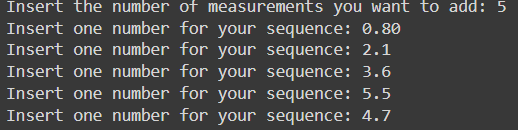 Insert the number of measurements you want to add: 5
Insert one number for your sequence: 0.80
Insert one number for your sequence: 2.1
Insert one number for your sequence: 3.6
Insert one number for your sequence: 5.5
Insert one number for your sequence: 4.7